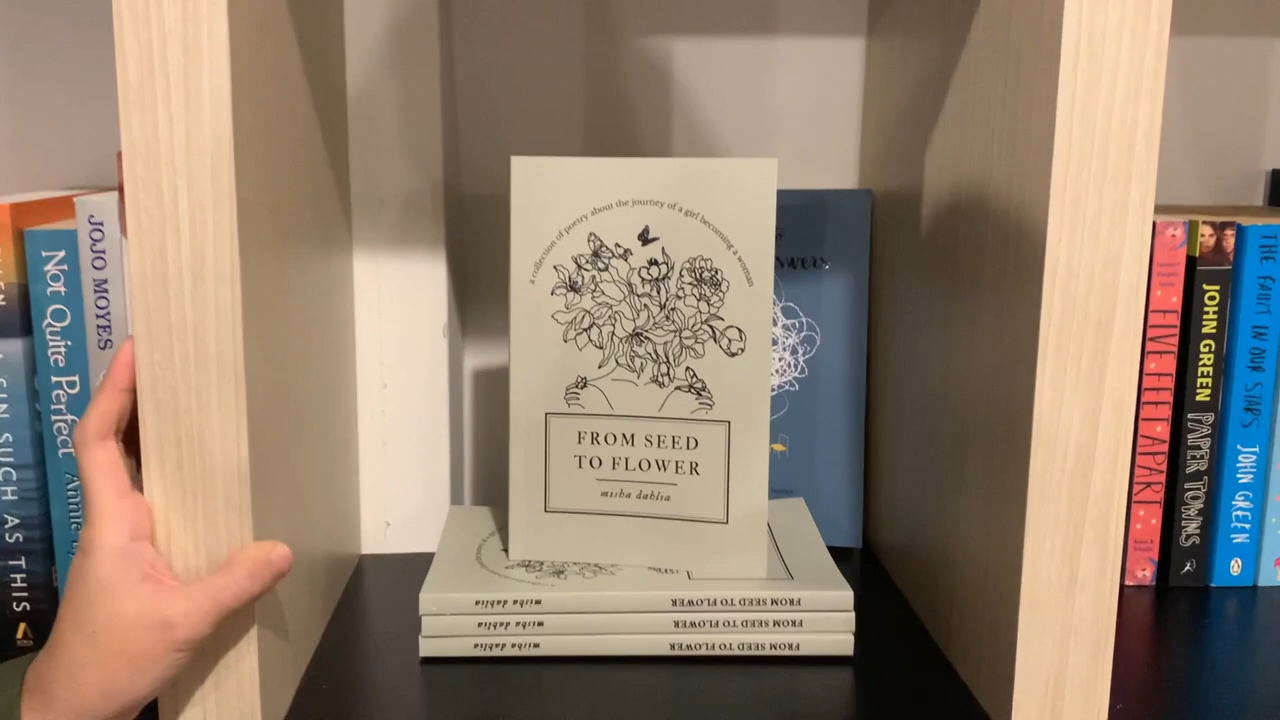 SIN SUCH AS THIS
Not Quite Perfect
JOJO MOYES
a collection of poetry about the journey of a girl becoming a woman
FROM SEED
TO FLOWER
misha dahlia
misha dahlia FROM SEED TO FLOWER
misha dahlia FROM SEED TO FLOWER
misha dahlia FROM SEED TO FLOWER
FIVE FEET APART
JOHN GREEN PAPER TOWNS
THE FAULT IN OUR STARS JOHN GREEN